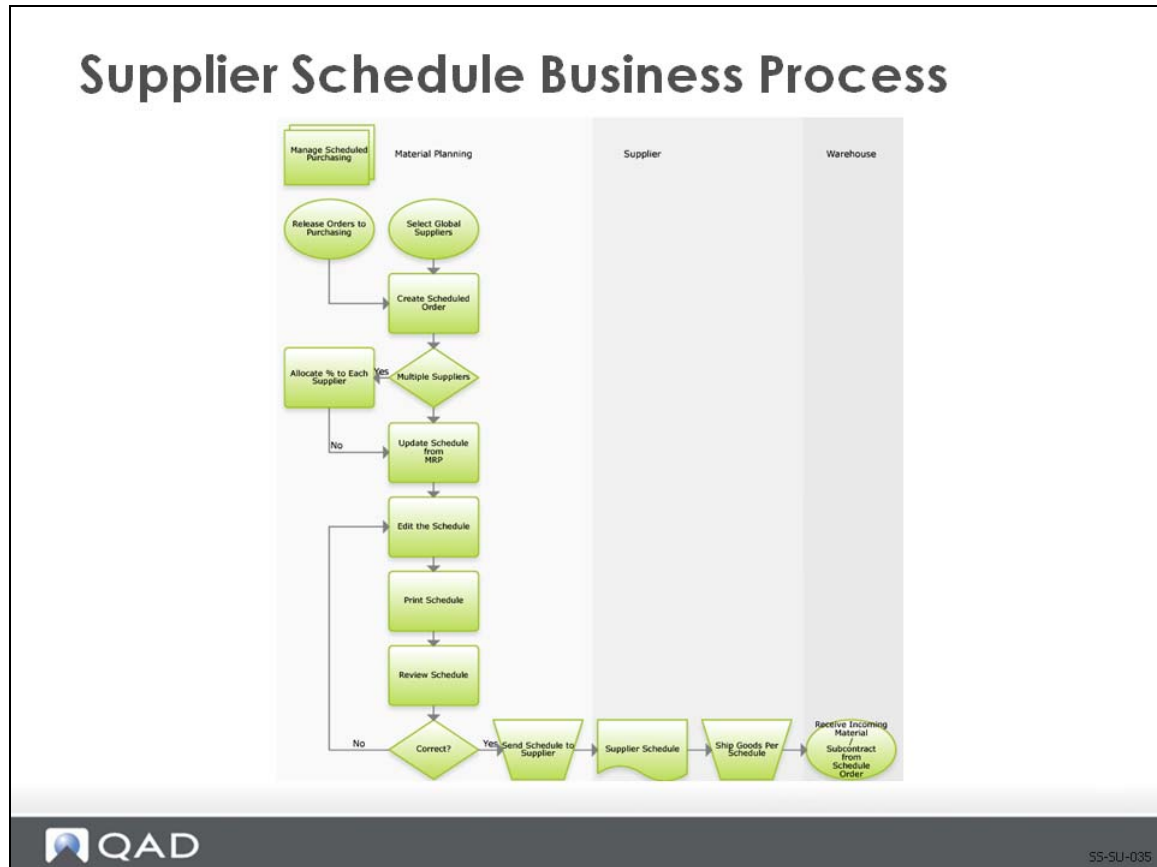 Supplier Schedule Business Process
Manage Scheduled
Purchasing
Material Planning
Supplier
Warehouse
Release Orders to
Purchasing
Select Global
Suppliers
Create Scheduled
Order
Allocate % to Each
Supplier
Yes
Multiple Suppliers
No
Update Schedule
from
MRP
Edit the Schedule
Print Schedule
Review Schedule
No
Correct?
Yes
Send Schedule to
Supplier
Supplier Schedule
Ship Goods Per
Schedule
Receive Incoming
Material
/
Subcontract
from
Schedule
Order
QAD
SS-SU-035